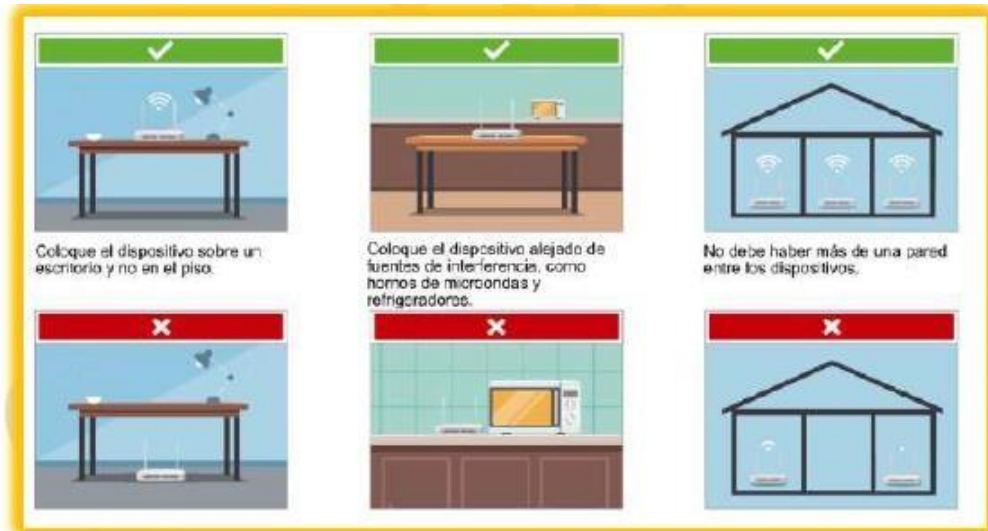 Coloque el dispositivo sobre un
escritorio y no en el piso.
Coloque el dispositivo alejado de
fuentes de interferencia, como
hornos de microondas y
refrigeradores.
No debe haber más de una pared
entre los dispositivos.